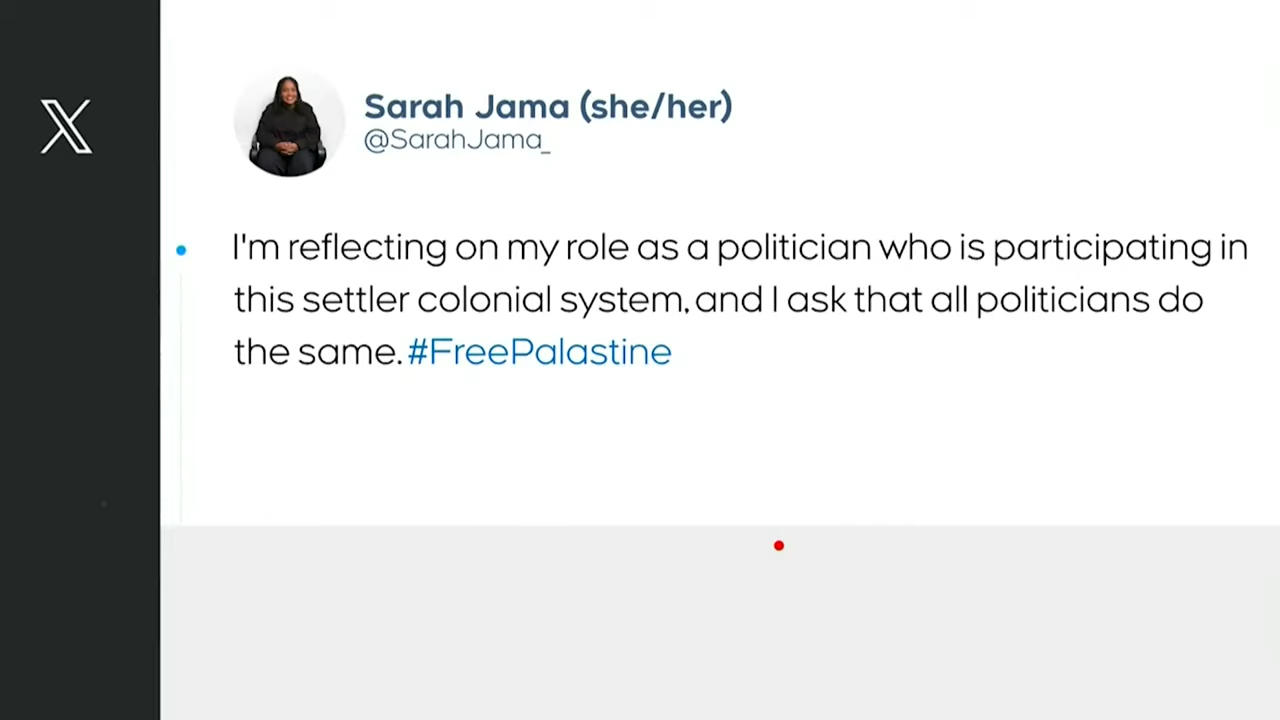 X
Sarah Jama (she/her)
@SarahJama_
I'm reflecting on my role as a politician who is participating in
this settler colonial system, and I ask that all politicians do
the same. #FreePalastine